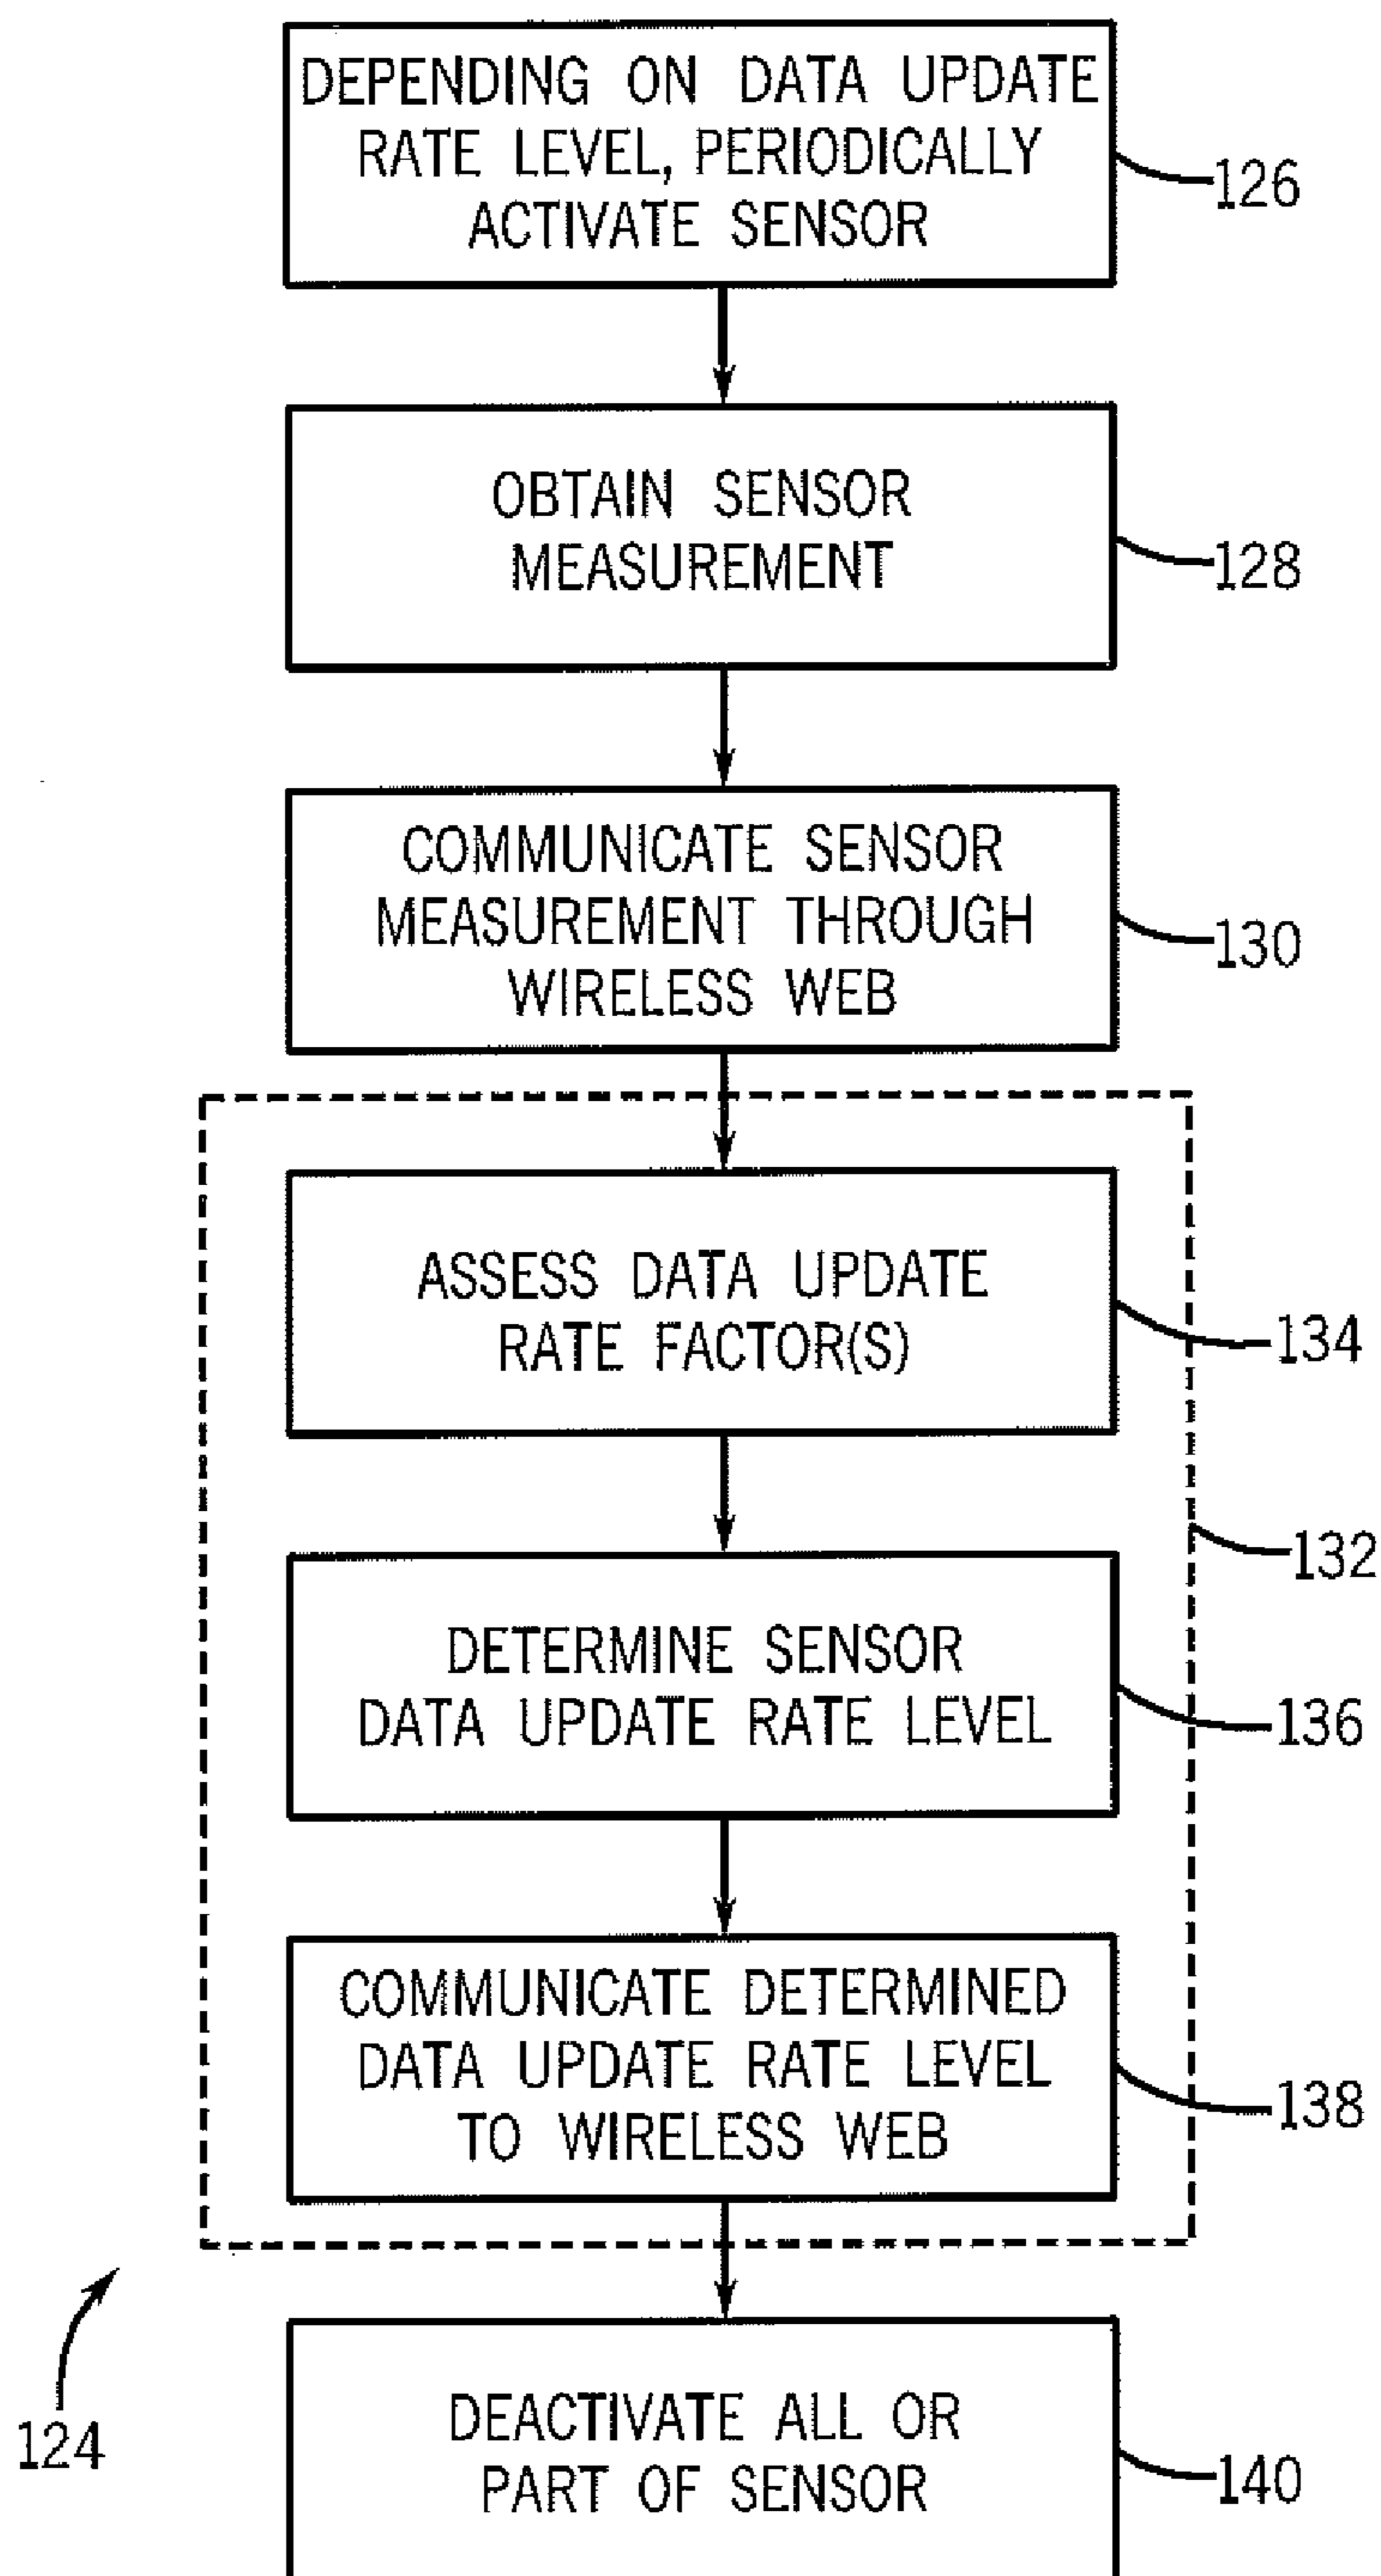 DEPENDING ON DATA UPDATE
RATE LEVEL, PERIODICALLY
ACTIVATE SENSOR
126
OBTAIN SENSOR
MEASUREMENT
128
COMMUNICATE SENSOR
MEASUREMENT THROUGH
WIRELESS WEB
130
ASSESS DATA UPDATE
RATE FACTOR(S)
134
132
DETERMINE SENSOR
DATA UPDATE RATE LEVEL
136
COMMUNICATE DETERMINED
DATA UPDATE RATE LEVEL
TO WIRELESS WEB
138
124
DEACTIVATE ALL OR
PART OF SENSOR
140